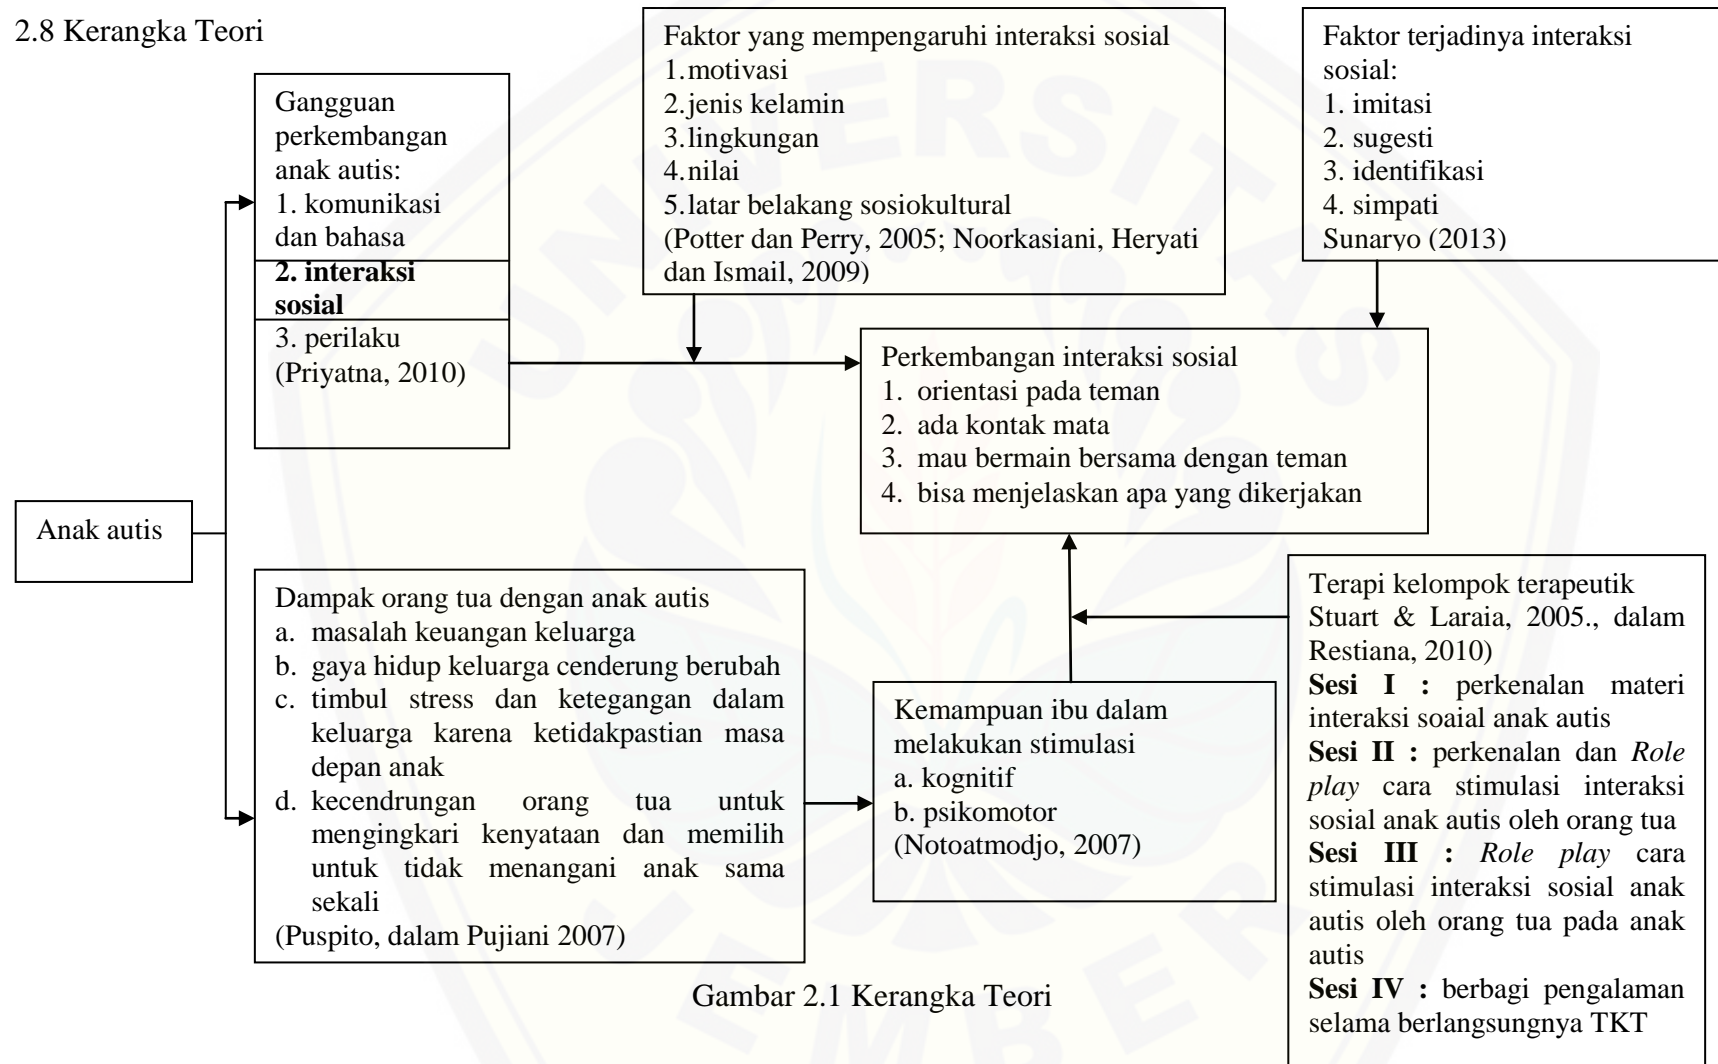 2.8 Kerangka Teori
Faktor yang mempengaruhi interaksi sosial
1.motivasi
2.jenis kelamin
3.lingkungan
4.nilai
5.latar belakang sosiokultural
(Potter dan Perry, 2005; Noorkasiani, Heryati
dan Ismail, 2009)
Faktor terjadinya interaksi
sosial:
1. imitasi
2. sugesti
3. identifikasi
4. simpati
Sunaryo (2013)
Gangguan
perkembangan
anak autis:
1. komunikasi
dan bahasa
2. interaksi
sosial
3. perilaku
(Priyatna, 2010)
Perkembangan interaksi sosial
1. orientasi pada teman
2. ada kontak mata
3. mau bermain bersama dengan teman
4. bisa menjelaskan apa yang dikerjakan
Anak autis
Dampak orang tua dengan anak autis
a. masalah keuangan keluarga
b. gaya hidup keluarga cenderung berubah
c. timbul stress dan ketegangan dalam
keluarga karena ketidakpastian masa
depan anak
d. kecendrungan orang tua untuk
mengingkari kenyataan dan memilih
untuk tidak menangani anak sama
sekali
(Puspito, dalam Pujiani 2007)
Kemampuan ibu dalam
melakukan stimulasi
a. kognitif
b. psikomotor
(Notoatmodjo, 2007)
Terapi kelompok terapeutik
Stuart & Laraia, 2005., dalam
Restiana, 2010)
Sesi I : perkenalan materi
interaksi soaial anak autis
Sesi II : perkenalan dan Role
play cara stimulasi interaksi
sosial anak autis oleh orang tua
Sesi III : Role play cara
stimulasi interaksi sosial anak
autis oleh orang tua pada anak
autis
Sesi IV : berbagi pengalaman
selama berlangsungnya TKT
Gambar 2.1 Kerangka Teori
UNIVERSITAS
JEMBER